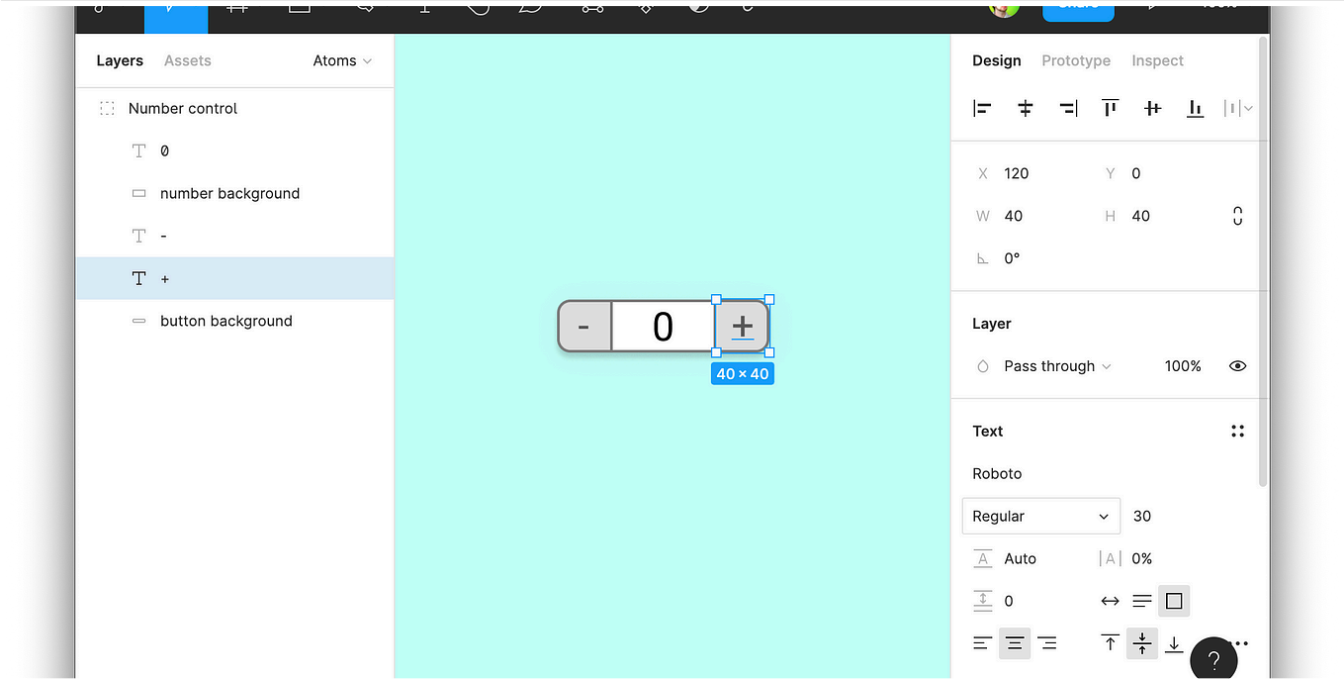 Layers Assets Atoms
Number control
0
number background
-
+
button background
- 0 +
40 × 40
Design Prototype Inspect
X 120 Y 0
W 40 H 40
0°
Layer
Pass through 100%
Text
Roboto
Regular 30
A Auto |A| 0%
0
?